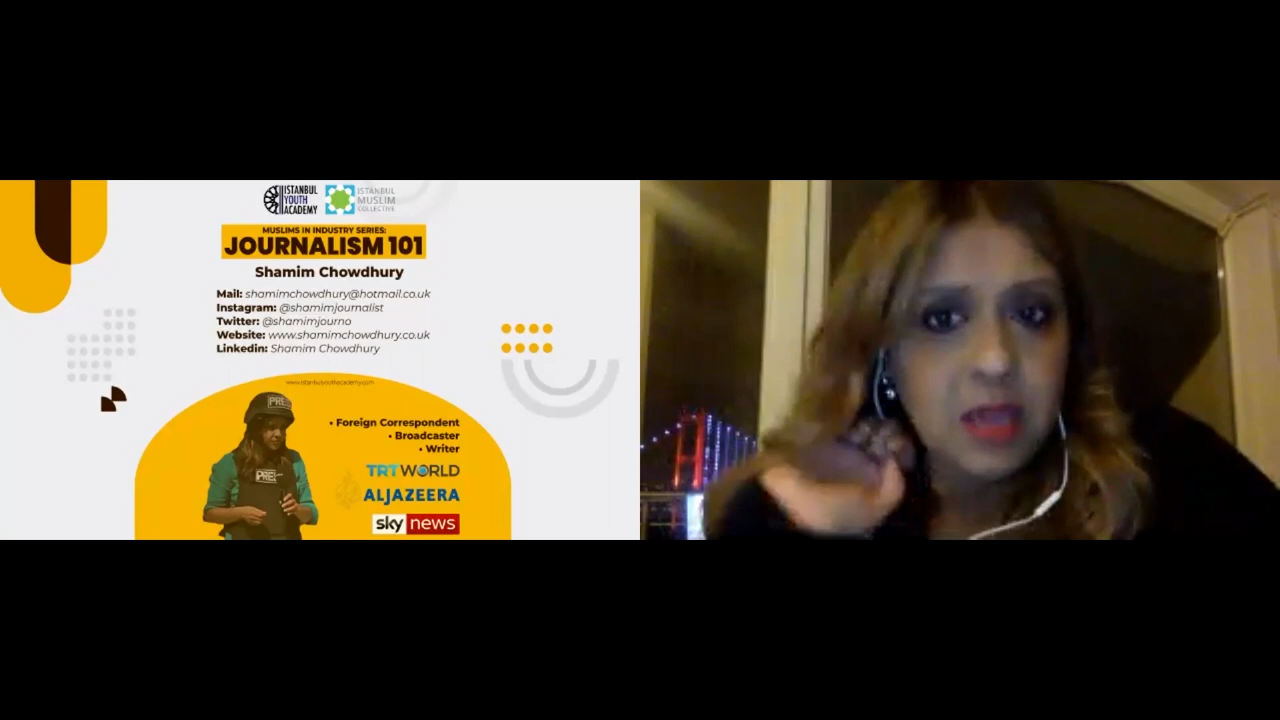 ISTANBUL
YOUTH
ACADEMY
ISTANBUL
MUSLIM
COLLECTIVE
MUSLIMS IN INDUSTRY SERIES:
JOURNALISM 101
Shamim Chowdhury
Mail: shamimchowdhury@hotmail.co.uk
Instagram: @shamimjournalist
Twitter: @shamimjourno
Website: www.shamimchowdhury.co.uk
Linkedin: Shamim Chowdhury
www.istanbulyouthacademy.com
PRE
PRE
• Foreign Correspondent
• Broadcaster
• Writer
TRT WORLD
ALJAZEERA
sky news